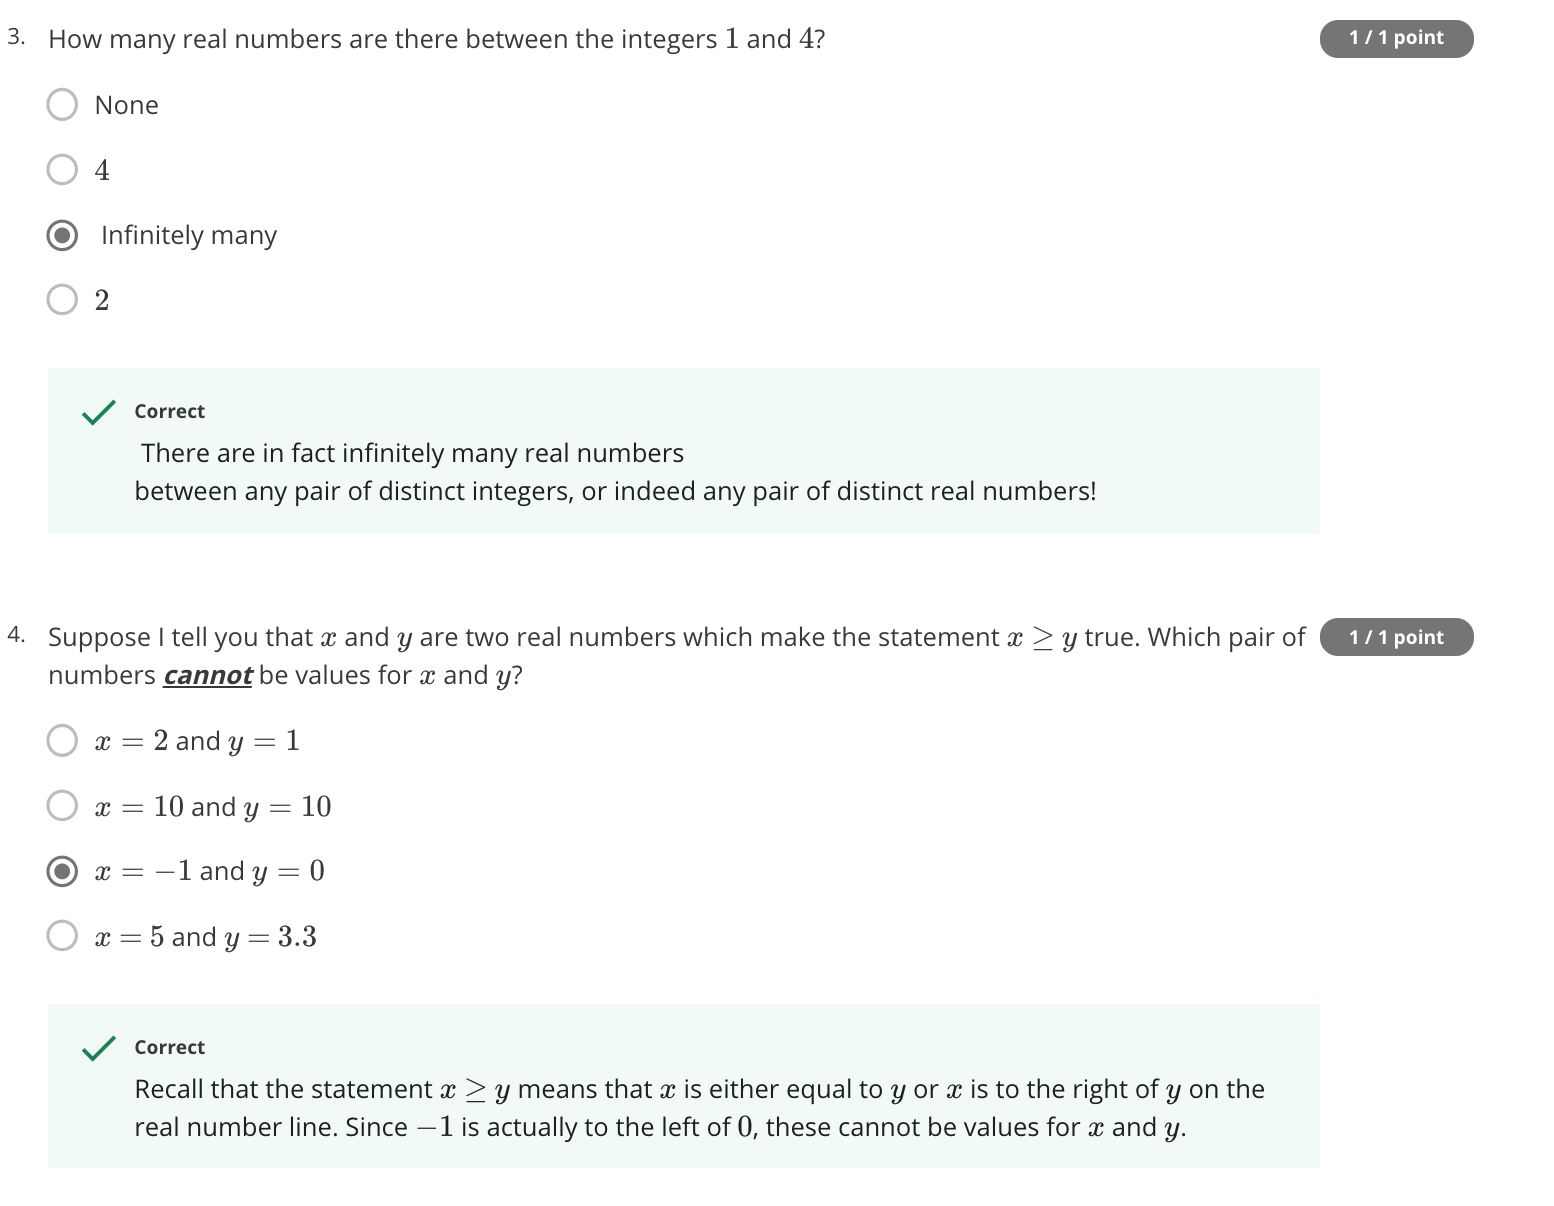 3. How many real numbers are there between the integers 1 and 4?
1 / 1 point
None
4
Infinitely many
2
Correct
There are in fact infinitely many real numbers
between any pair of distinct integers, or indeed any pair of distinct real numbers!
4. Suppose I tell you that x and y are two real numbers which make the statement x ≥ y true. Which pair of
1 / 1 point
numbers cannot be values for x and y?
x = 2 and y = 1
x = 10 and y = 10
x = −1 and y = 0
x = 5 and y = 3.3
Correct
Recall that the statement x ≥ y means that x is either equal to y or x is to the right of y on the
real number line. Since −1 is actually to the left of 0, these cannot be values for x and y.